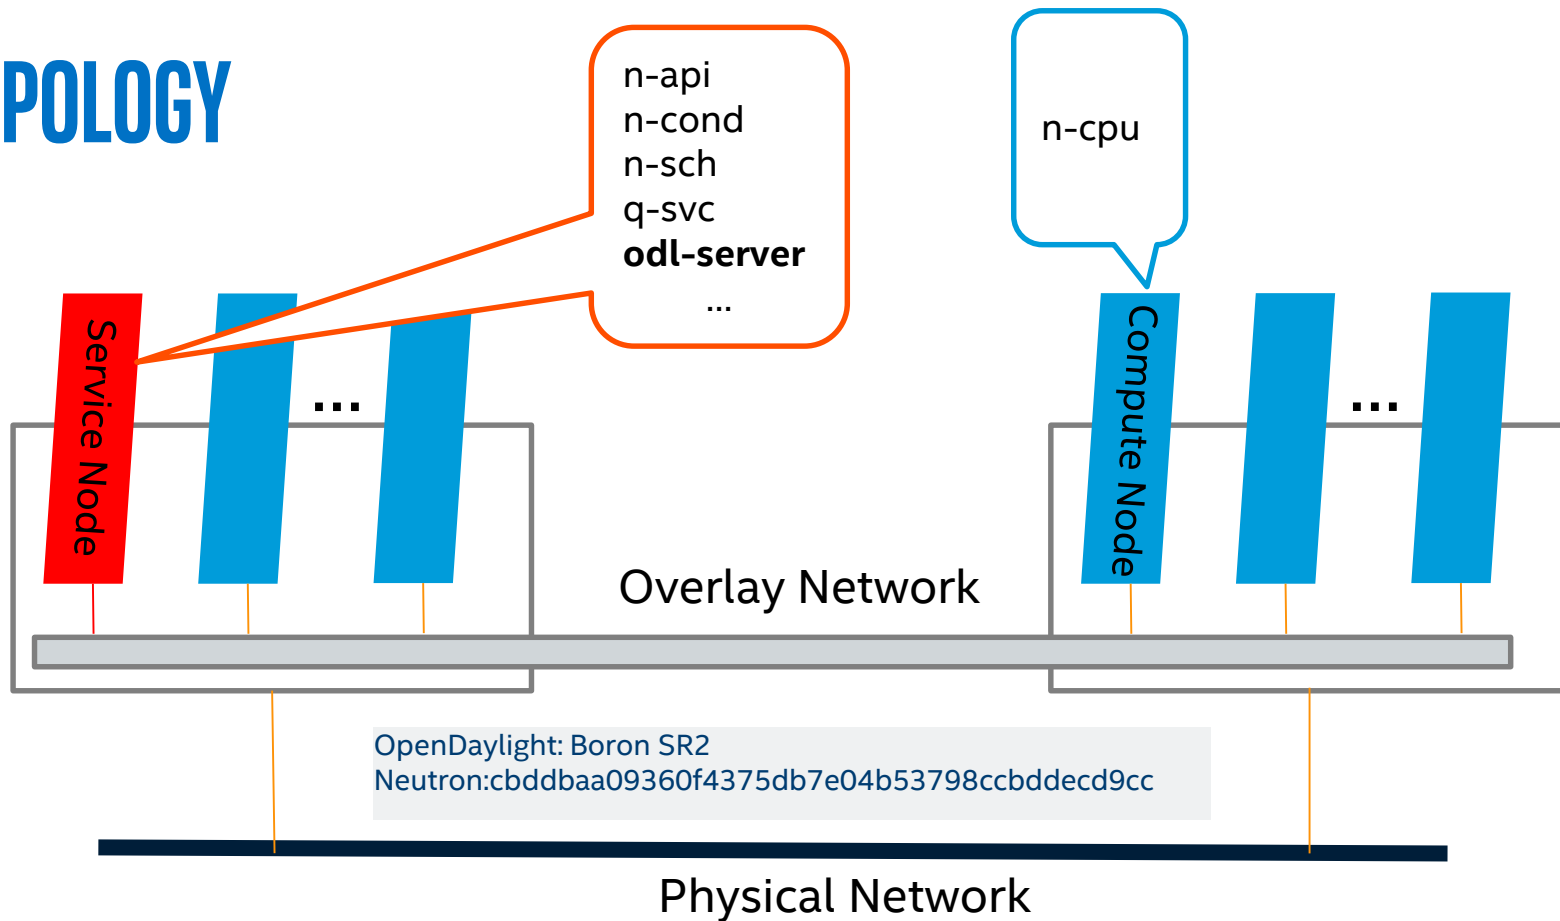 POLOGY
n-api
n-cond
n-sch
q-svc
odl-server
...
n-cpu
Service Node
...
Compute Node
...
Overlay Network
OpenDaylight: Boron SR2
Neutron:cbddbaa09360f4375db7e04b53798ccbddecd9cc
Physical Network